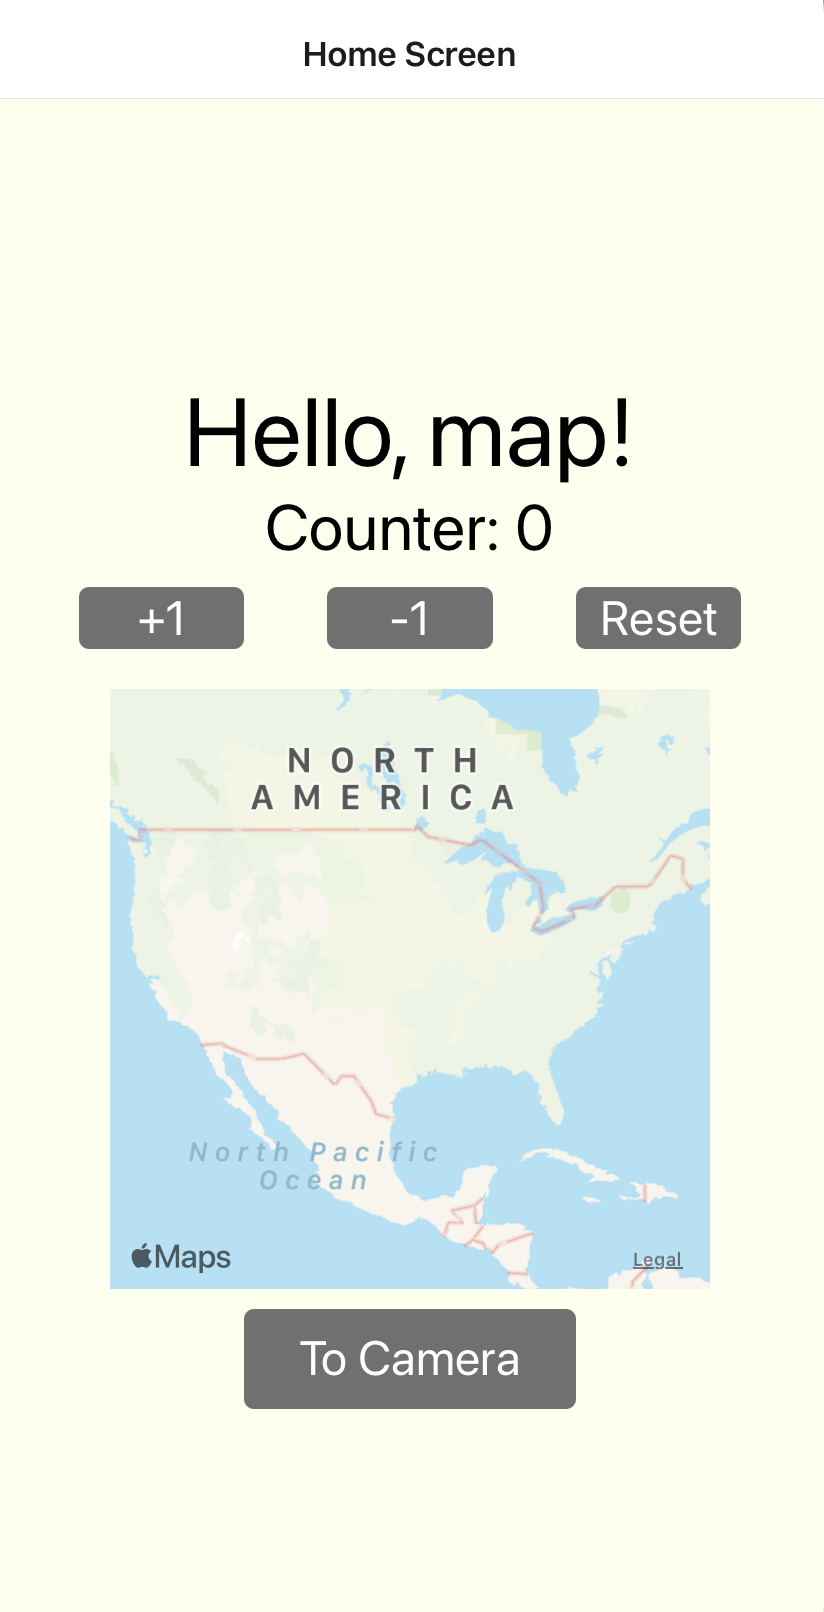 Home Screen
Hello, map!
Counter: 0
+1
-1
Reset
NORTH
AMERICA
North Pacific
Ocean
Maps
Legal
To Camera